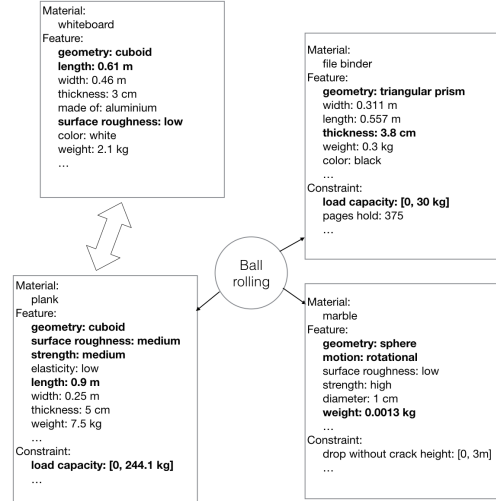 Material:
whiteboard
Feature:
geometry: cuboid
length: 0.61 m
width: 0.46 m
thickness: 3 cm
made of: aluminium
surface roughness: low
color: white
weight: 2.1 kg
…
Material:
file binder
Feature:
geometry: triangular prism
width: 0.311 m
length: 0.557 m
thickness: 3.8 cm
weight: 0.3 kg
color: black
…
Constraint:
load capacity: [0, 30 kg]
pages hold: 375
…
Ball
rolling
Material:
plank
Feature:
geometry: cuboid
surface roughness: medium
strength: medium
elasticity: low
length: 0.9 m
width: 0.25 m
thickness: 5 cm
weight: 7.5 kg
…
Constraint:
load capacity: [0, 244.1 kg]
…
Material:
marble
Feature:
geometry: sphere
motion: rotational
surface roughness: low
strength: high
diameter: 1 cm
weight: 0.0013 kg
…
Constraint:
drop without crack height: [0, 3m]
…